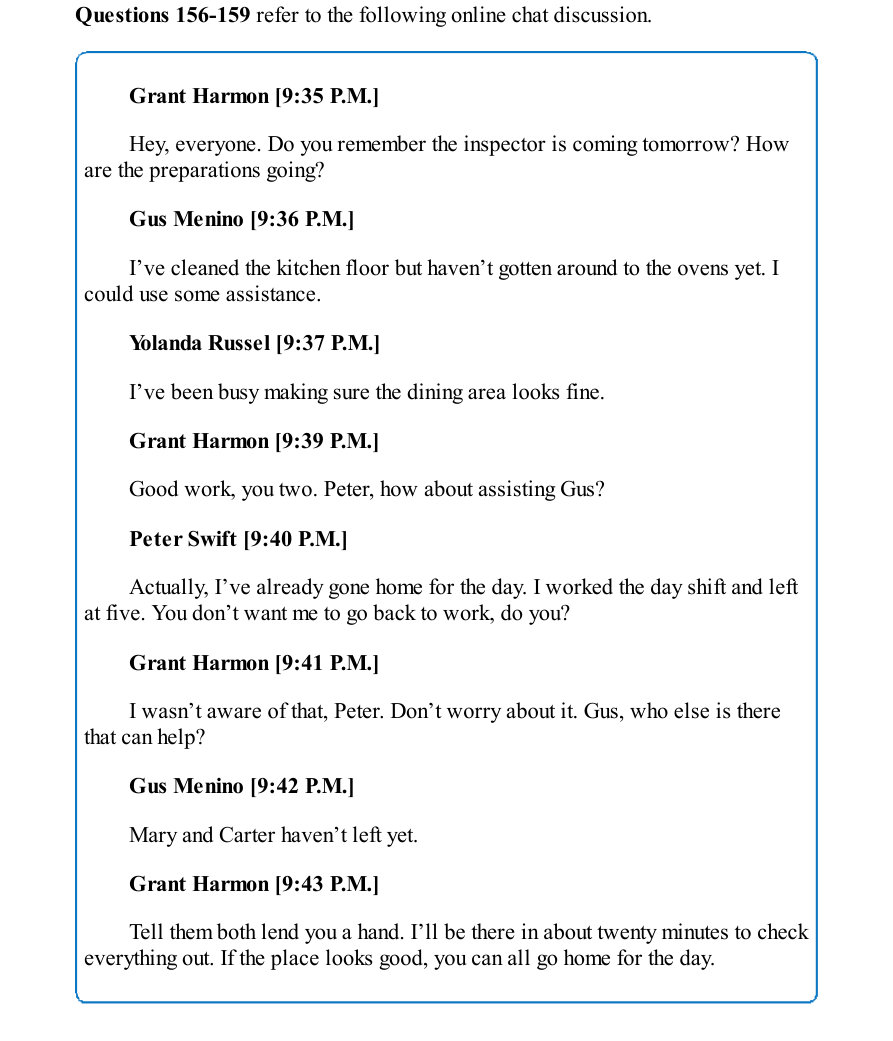 Questions 156-159 refer to the following online chat discussion.
Grant Harmon [9:35 P.M.]
Hey, everyone. Do you remember the inspector is coming tomorrow? How
are the preparations going?
Gus Menino [9:36 P.M.]
I’ve cleaned the kitchen floor but haven’t gotten around to the ovens yet. I
could use some assistance.
Yolanda Russel [9:37 P.M.]
I’ve been busy making sure the dining area looks fine.
Grant Harmon [9:39 P.M.]
Good work, you two. Peter, how about assisting Gus?
Peter Swift [9:40 P.M.]
Actually, I’ve already gone home for the day. I worked the day shift and left
at five. You don’t want me to go back to work, do you?
Grant Harmon [9:41 P.M.]
I wasn’t aware of that, Peter. Don’t worry about it. Gus, who else is there
that can help?
Gus Menino [9:42 P.M.]
Mary and Carter haven’t left yet.
Grant Harmon [9:43 P.M.]
Tell them both lend you a hand. I’ll be there in about twenty minutes to check
everything out. If the place looks good, you can all go home for the day.